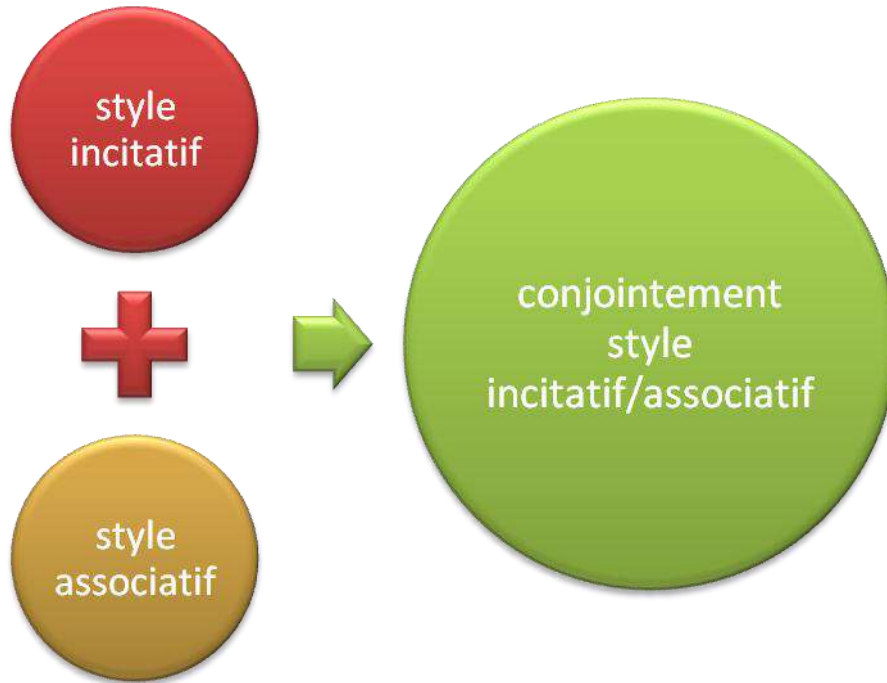 style
incitatif
style
associatif
conjointement
style
incitatif/associatif